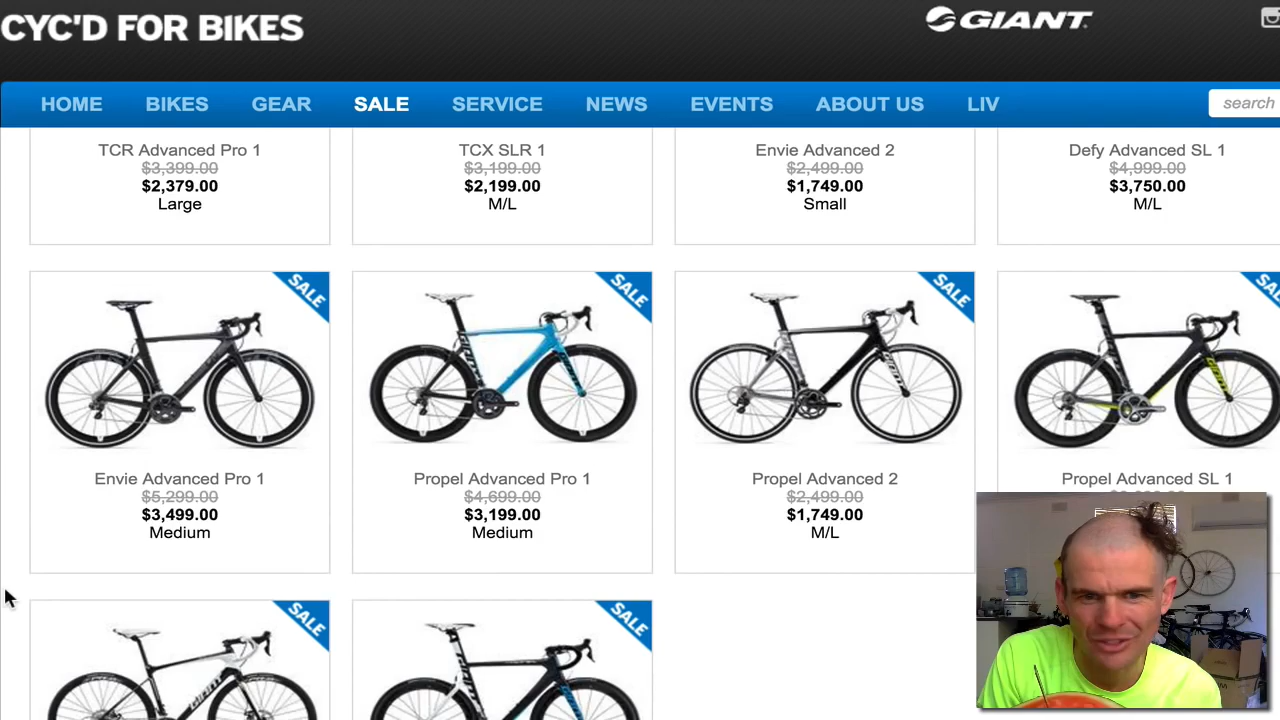 CYC'D FOR BIKES
GIANT
HOME BIKES GEAR SALE SERVICE NEWS EVENTS ABOUT US LIV search
TCR Advanced Pro 1
$3,399.00
$2,379.00
Large
TCX SLR 1
$3,199.00
$2,199.00
M/L
Envie Advanced 2
$2,499.00
$1,749.00
Small
Defy Advanced SL 1
$4,999.00
$3,750.00
M/L
SALE
Envie Advanced Pro 1
$5,299.00
$3,499.00
Medium
SALE
Propel Advanced Pro 1
$4,699.00
$3,199.00
Medium
SALE
Propel Advanced 2
$2,499.00
$1,749.00
M/L
SALE
Propel Advanced SL 1
SALE
SALE